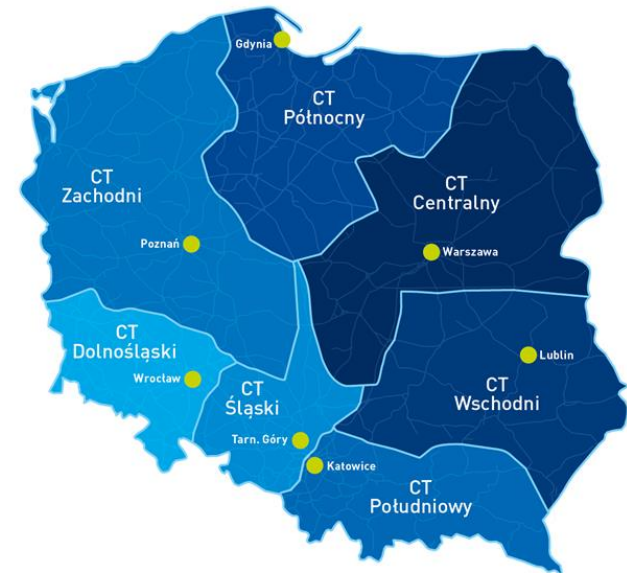 Gdynia
CT
Północny
CT
Zachodni
CT
Centralny
Poznań
Warszawa
CT
Dolnośląski
Wrocław
CT
Śląski
Tarn. Góry
Lublin
CT
Wschodni
Katowice
CT
Południowy